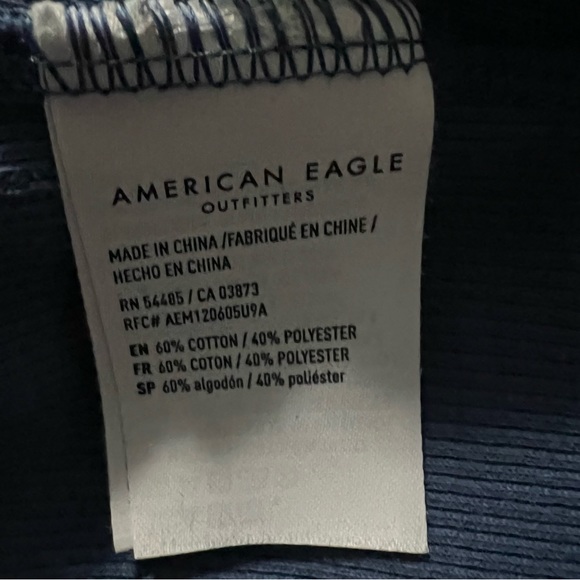 AMERICAN EAGLE
OUTFITTERS
MADE IN CHINA /FABRIQUÉ EN CHINE /
HECHO EN CHINA
RN 54485 / CA 03873
RFC# AEM120605U9A
EN 60% COTTON / 40% POLYESTER
FR 60% COTON / 40% POLYESTER
SP 60% algodón / 40% poliéster